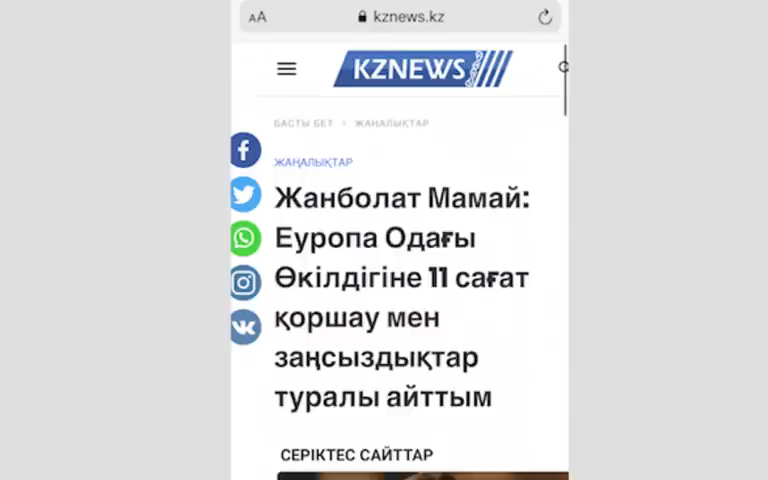 AA kznews.kz
KZNEWS
БАСТЫ БЕТ > ЖАҢАЛЫҚТАР
ЖАҢАЛЫҚТАР
Жанболат Мамай:
Еуропа Одағы
Өкілдігіне 11 сағат
қоршау мен
заңсыздықтар
туралы айттым
СЕРІКТЕС САЙТТАР